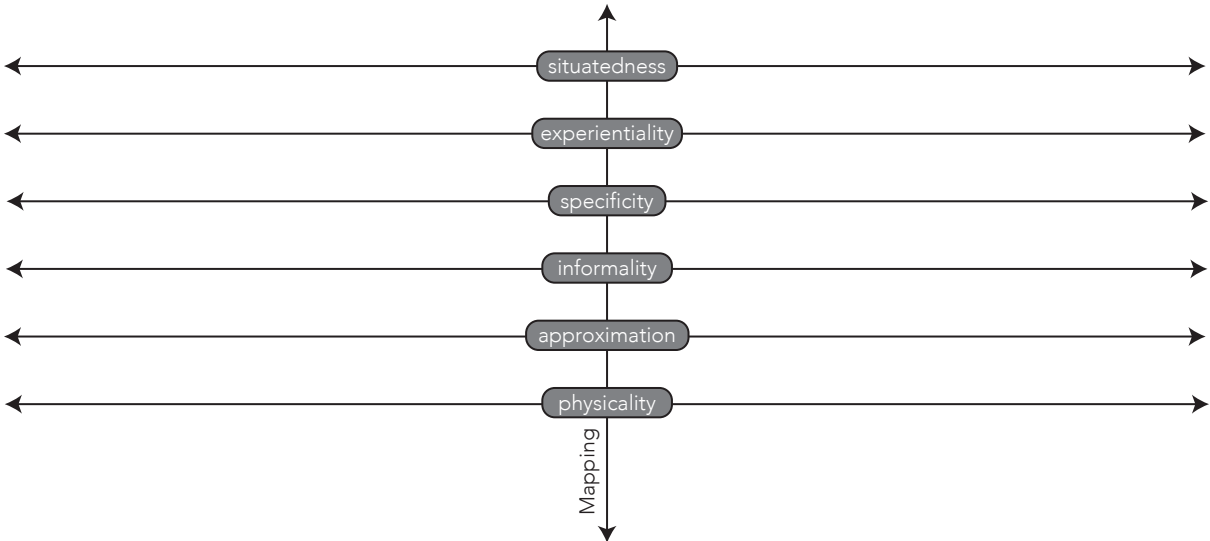 situatedness
experientiality
specificity
informality
approximation
physicality
Mapping